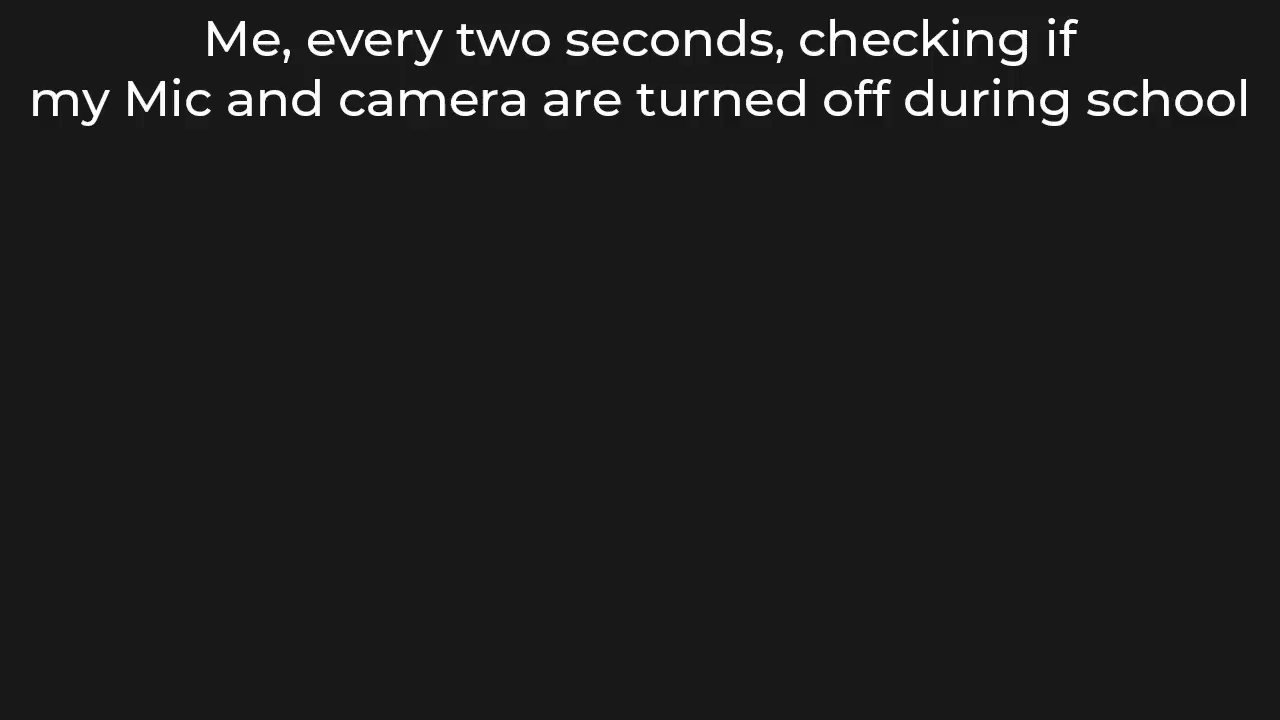 Me, every two seconds, checking if
my Mic and camera are turned off during school